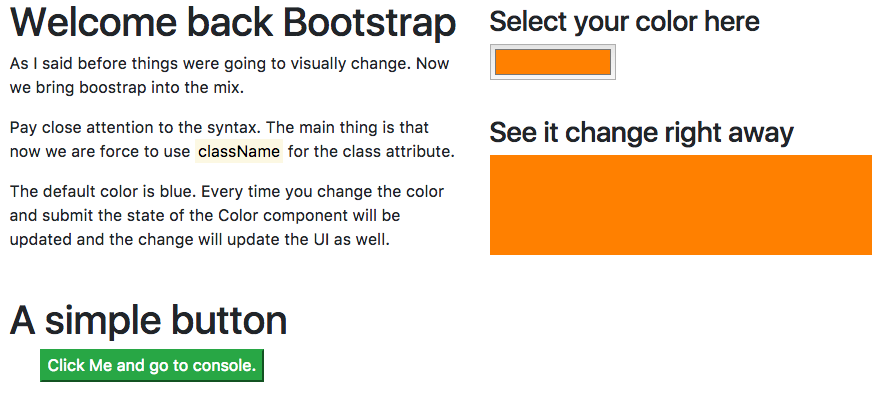 Welcome back Bootstrap
As I said before things were going to visually change. Now
we bring boostrap into the mix.
Pay close attention to the syntax. The main thing is that
now we are force to use className for the class attribute.
The default color is blue. Every time you change the color
and submit the state of the Color component will be
updated and the change will update the UI as well.
Select your color here
See it change right away
A simple button
Click Me and go to console.